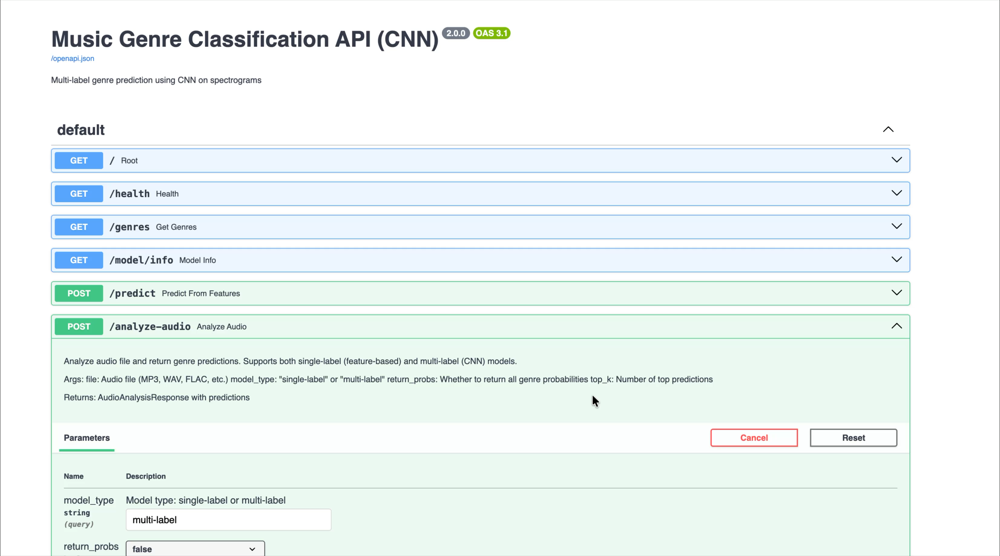 Music Genre Classification API (CNN) 2.0.0 OAS 3.1
/openapi.json
Multi-label genre prediction using CNN on spectrograms
default
GET / Root
GET /health Health
GET /genres Get Genres
GET /model/info Model Info
POST /predict Predict From Features
POST /analyze-audio Analyze Audio
Analyze audio file and return genre predictions. Supports both single-label (feature-based) and multi-label (CNN) models.
Args: file: Audio file (MP3, WAV, FLAC, etc.) model_type: "single-label" or "multi-label" return_probs: Whether to return all genre probabilities top_k: Number of top predictions
Returns: AudioAnalysisResponse with predictions
Parameters Cancel Reset
Name Description
model_type Model type: single-label or multi-label
string
(query)
multi-label
return_probs false